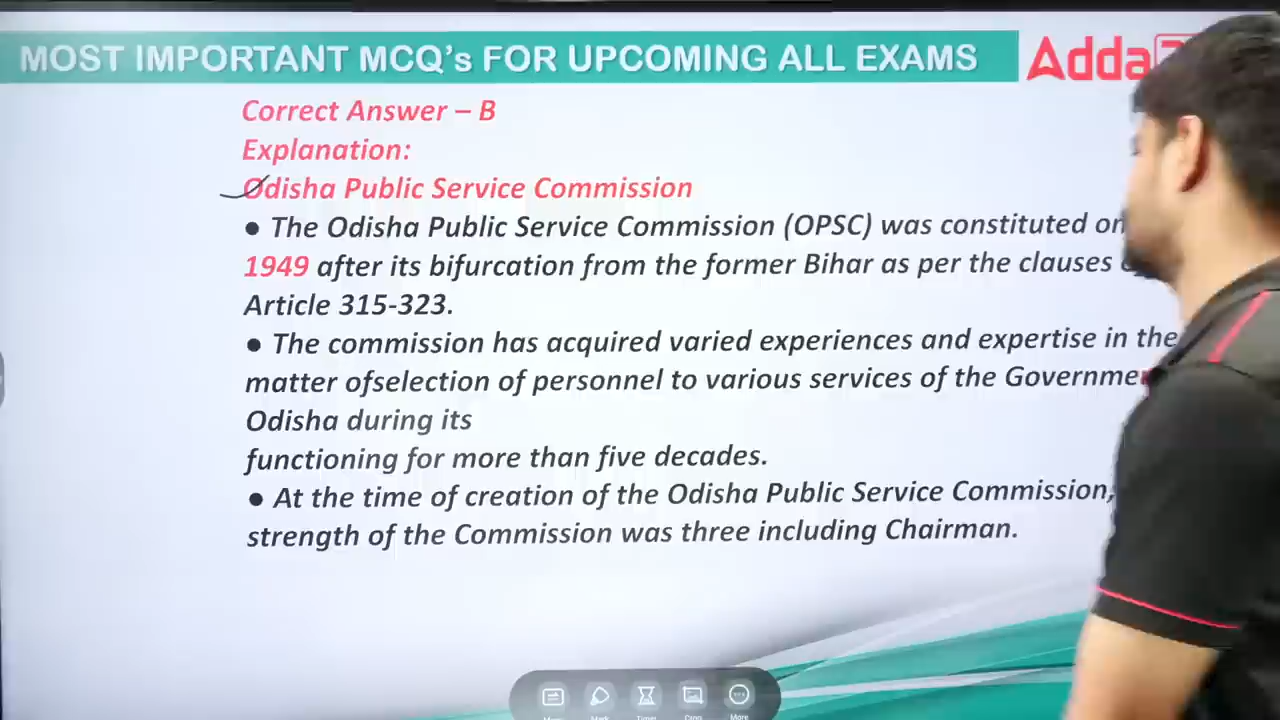 MOST IMPORTANT MCQ's FOR UPCOMING ALL EXAMS
Adda
Correct Answer – B
Explanation:
Odisha Public Service Commission
● The Odisha Public Service Commission (OPSC) was constituted on
1949 after its bifurcation from the former Bihar as per the clauses
Article 315-323.
● The commission has acquired varied experiences and expertise in the
matter ofselection of personnel to various services of the
Odisha during its
functioning for more than five decades.
● At the time of creation of the Odisha Public Service Commission,
strength of the Commission was three including Chairman.
More